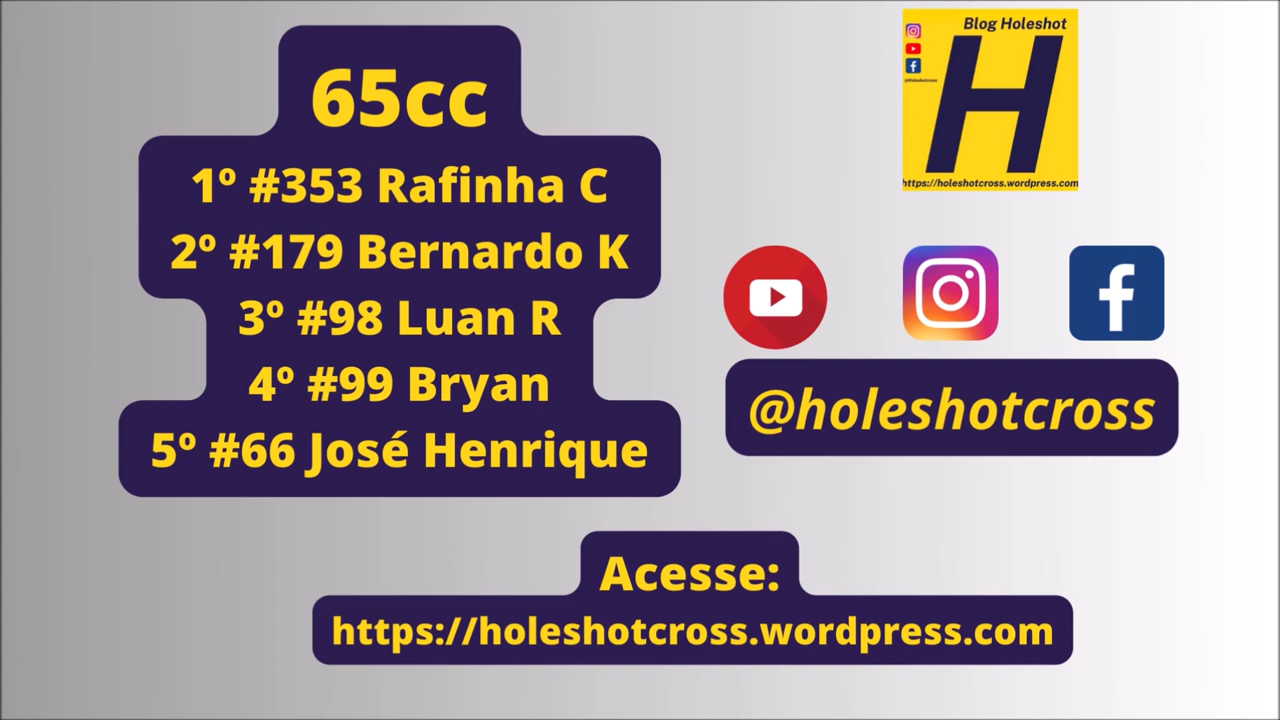 65cc
1º #353 Rafinha C
2º #179 Bernardo K
3º #98 Luan R
4º #99 Bryan
5º #66 José Henrique
Blog Holeshot
@Holeshotcross
H
https://holeshotcross.wordpress.com
@holeshotcross
Acesse:
https://holeshotcross.wordpress.com